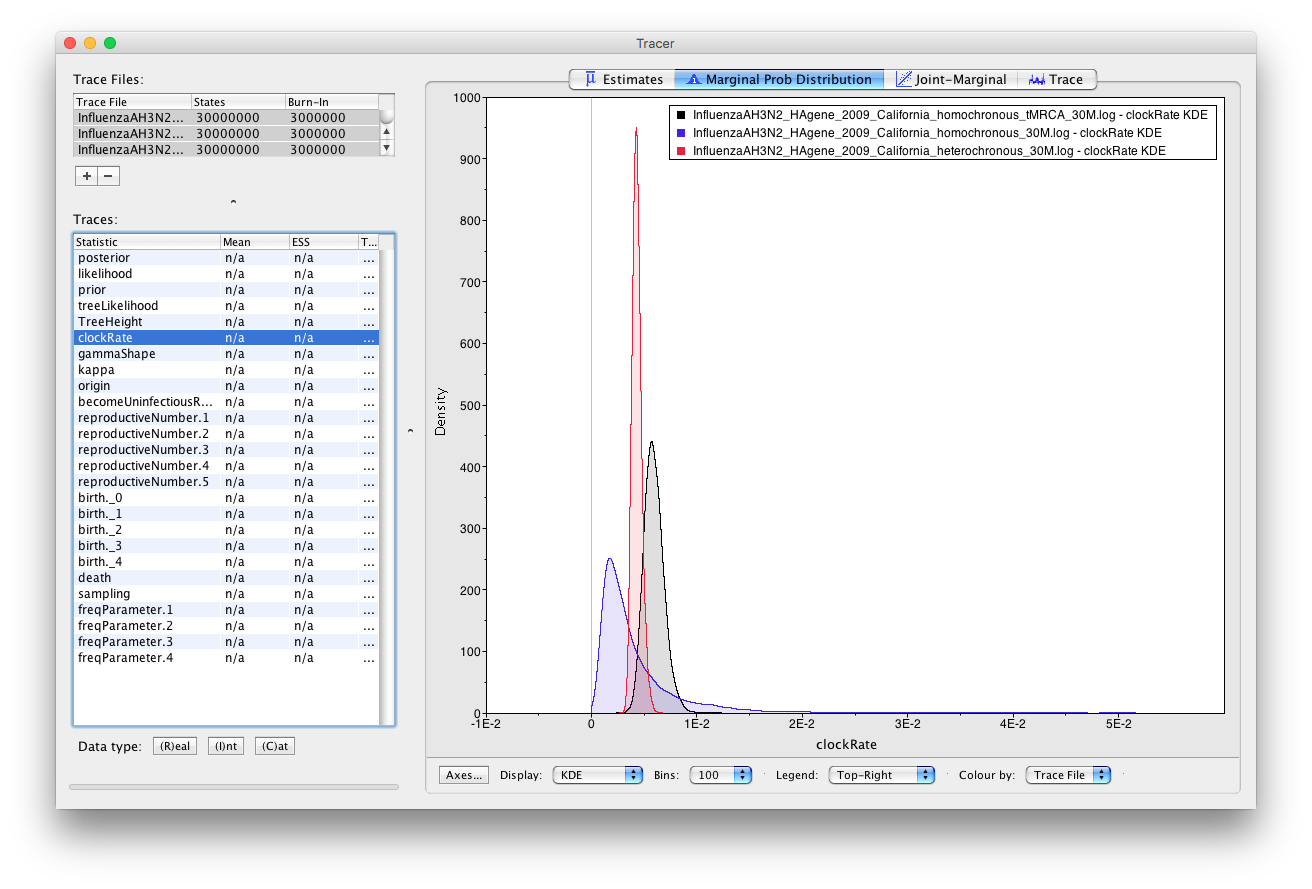 Tracer
Trace Files:
Trace File States Burn-In
InfluenzaAH3N2... 30000000 3000000
InfluenzaAH3N2... 30000000 3000000
InfluenzaAH3N2... 30000000 3000000
+ −
Traces:
Statistic Mean ESS T...
posterior n/a n/a ...
likelihood n/a n/a ...
prior n/a n/a ...
treeLikelihood n/a n/a ...
TreeHeight n/a n/a ...
clockRate n/a n/a ...
gammaShape n/a n/a ...
kappa n/a n/a ...
origin n/a n/a ...
becomeUninfectiousR... n/a n/a ...
reproductiveNumber.1 n/a n/a ...
reproductiveNumber.2 n/a n/a ...
reproductiveNumber.3 n/a n/a ...
reproductiveNumber.4 n/a n/a ...
reproductiveNumber.5 n/a n/a ...
birth._0 n/a n/a ...
birth._1 n/a n/a ...
birth._2 n/a n/a ...
birth._3 n/a n/a ...
birth._4 n/a n/a ...
death n/a n/a ...
sampling n/a n/a ...
freqParameter.1 n/a n/a ...
freqParameter.2 n/a n/a ...
freqParameter.3 n/a n/a ...
freqParameter.4 n/a n/a ...
Data type: (R)eal (I)nt (C)at
Estimates Marginal Prob Distribution Joint-Marginal Trace
InfluenzaAH3N2_HAgene_2009_California_homochronous_tMRCA_30M.log - clockRate KDE
InfluenzaAH3N2_HAgene_2009_California_homochronous_30M.log - clockRate KDE
InfluenzaAH3N2_HAgene_2009_California_heterochronous_30M.log - clockRate KDE
1000
900
800
700
600
500
400
300
200
100
0
Density
-1E-2 0 1E-2 2E-2 3E-2 4E-2 5E-2
clockRate
Axes... Display: KDE Bins: 100 Legend: Top-Right Colour by: Trace File